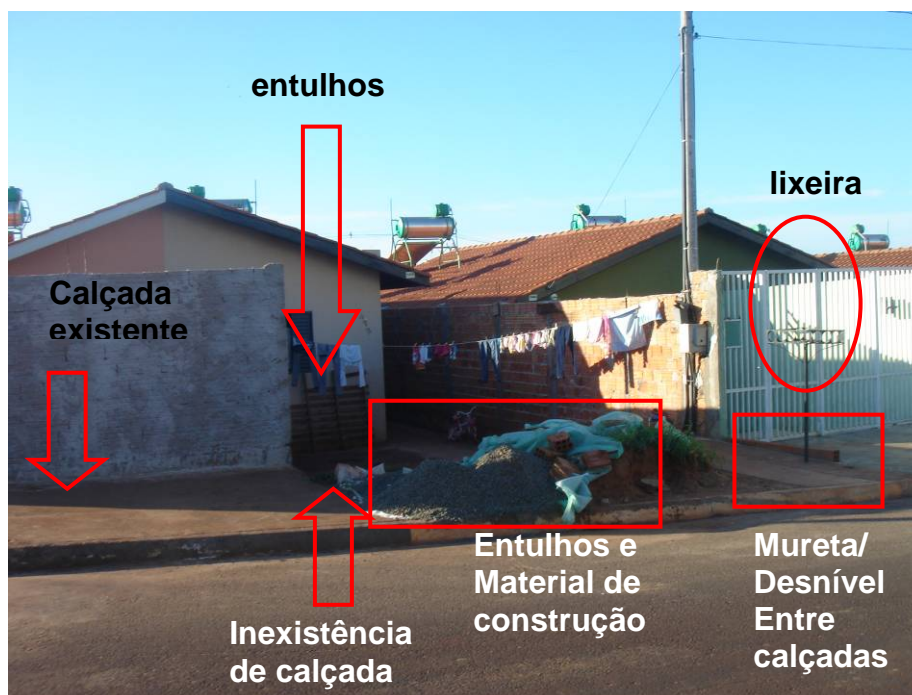 entulhos
lixeira
Calçada
existente
Entulhos e
Material de
construção
Mureta/
Desnível
Entre
calçadas
Inexistência
de calçada